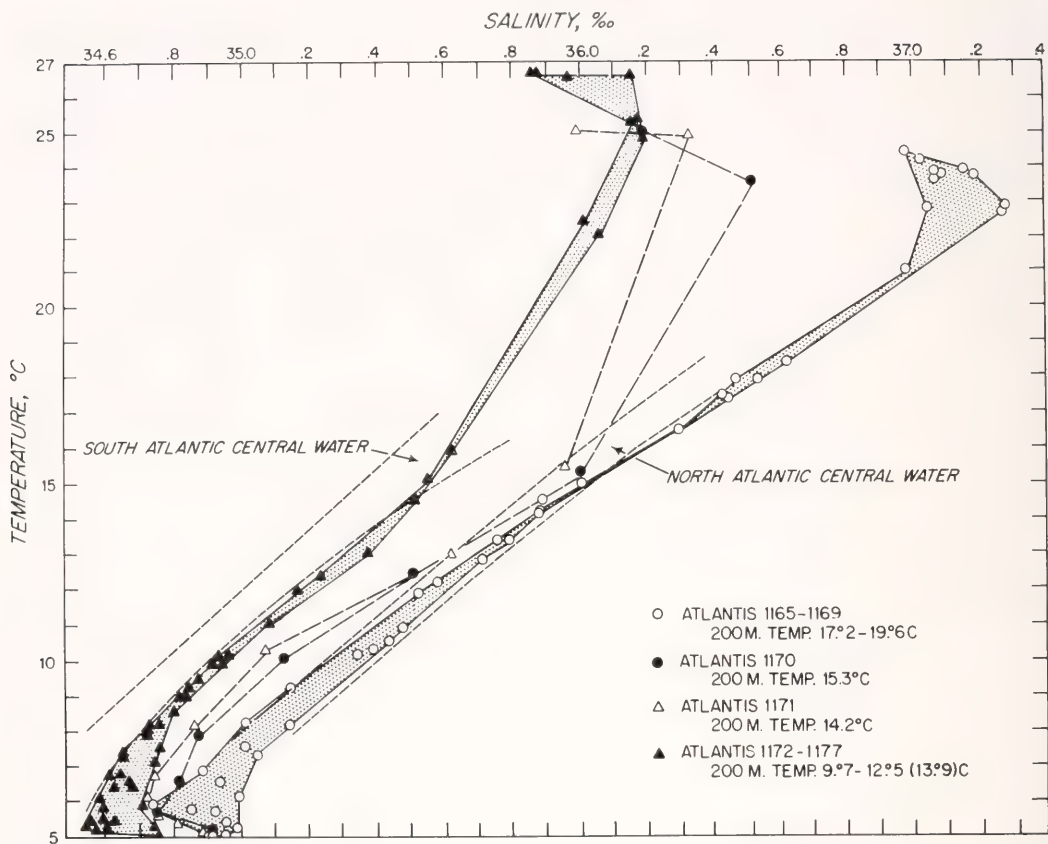 SALINITY, ‰
34.6 .8 35.0 .2 .4 .8 36.0 .2 .4 .8 37.0 .2 .4
27
25
20
15
10
5
TEMPERATURE, °C
SOUTH ATLANTIC CENTRAL WATER
NORTH ATLANTIC CENTRAL WATER
ATLANTIS 1165-1169
200M. TEMP. 17.°2-19.°6C
ATLANTIS 1170
200 M. TEMP. 15.3°C
ATLANTIS 1171
200 M. TEMP. 14.2°C
ATLANTIS 1172-1177
200 M. TEMP. 9.°7-12.°5 (13.°9)C